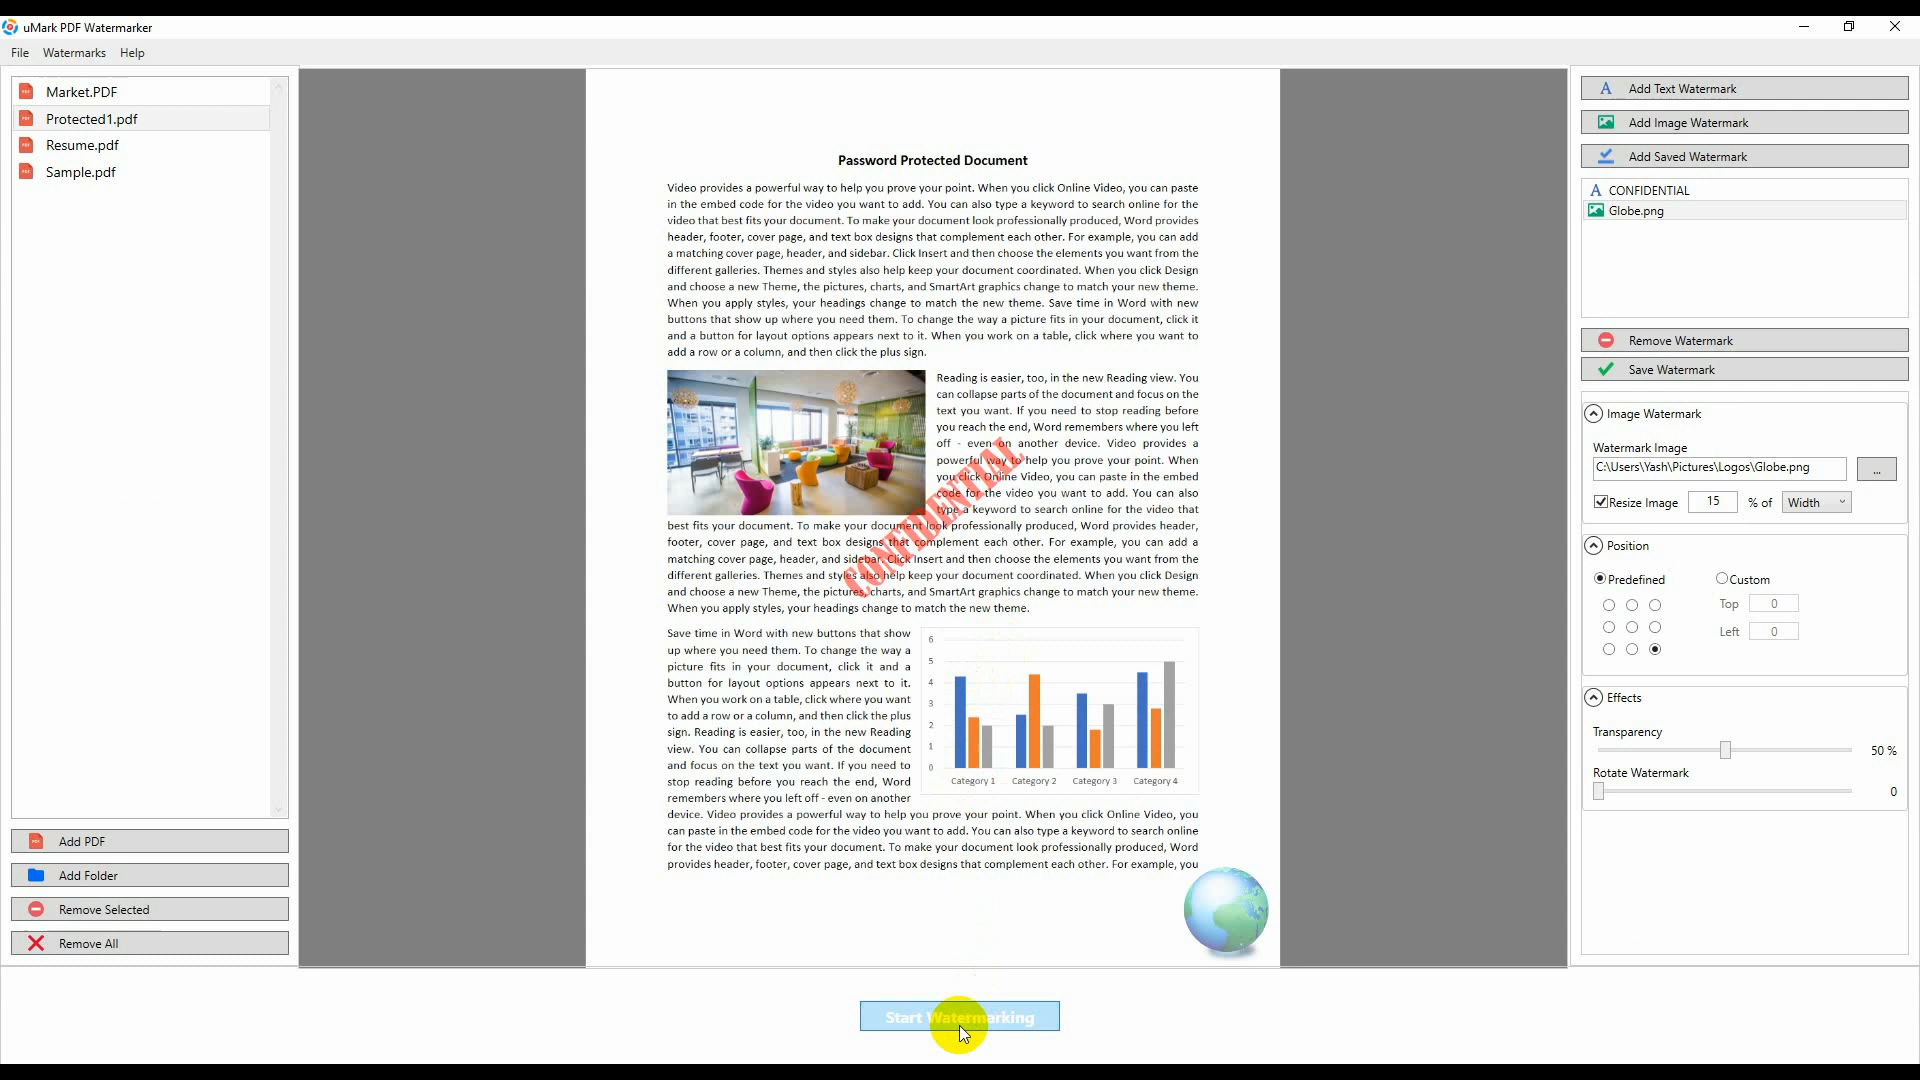 uMark PDF Watermarker
File Watermarks Help
Market.PDF
Protected1.pdf
Resume.pdf
Sample.pdf
Add PDF
Add Folder
Remove Selected
Remove All
Password Protected Document
Video provides a powerful way to help you prove your point. When you click Online Video, you can paste
in the embed code for the video you want to add. You can also type a keyword to search online for the
video that best fits your document. To make your document look professionally produced, Word provides
header, footer, cover page, and text box designs that complement each other. For example, you can add
a matching cover page, header, and sidebar. Click Insert and then choose the elements you want from the
different galleries. Themes and styles also help keep your document coordinated. When you click Design
and choose a new Theme, the pictures, charts, and SmartArt graphics change to match your new theme.
When you apply styles, your headings change to match the new theme. Save time in Word with new
buttons that show up where you need them. To change the way a picture fits in your document, click it
and a button for layout options appears next to it. When you work on a table, click where you want to
add a row or a column, and then click the plus sign.
Reading is easier, too, in the new Reading view. You
can collapse parts of the document and focus on the
text you want. If you need to stop reading before
you reach the end, Word remembers where you left
off - even on another device. Video provides a
powerful way to help you prove your point. When
you click Online Video, you can paste in the embed
code for the video you want to add. You can also
type a keyword to search online for the video that
best fits your document. To make your document look professionally produced, Word provides header,
footer, cover page, and text box designs that complement each other. For example, you can add a
matching cover page, header, and sidebar. Click Insert and then choose the elements you want from the
different galleries. Themes and styles also help keep your document coordinated. When you click Design
and choose a new Theme, the pictures, charts, and SmartArt graphics change to match your new theme.
When you apply styles, your headings change to match the new theme.
CONFIDENTIAL
Save time in Word with new buttons that show
up where you need them. To change the way a
picture fits in your document, click it and a
button for layout options appears next to it.
When you work on a table, click where you want
to add a row or a column, and then click the plus
sign. Reading is easier, too, in the new Reading
view. You can collapse parts of the document
and focus on the text you want. If you need to
stop reading before you reach the end, Word
remembers where you left off - even on another
device. Video provides a powerful way to help you prove your point. When you click Online Video, you
can paste in the embed code for the video you want to add. You can also type a keyword to search online
for the video that best fits your document. To make your document look professionally produced, Word
provides header, footer, cover page, and text box designs that complement each other. For example, you
6
5
4
3
2
1
0
Category 1 Category 2 Category 3 Category 4
Start Watermarking
A Add Text Watermark
Add Image Watermark
Add Saved Watermark
A CONFIDENTIAL
Globe.png
Remove Watermark
Save Watermark
Image Watermark
Watermark Image
C:\Users\Yash\Pictures\Logos\Globe.png ...
Resize Image 15 % of Width
Position
Predefined Custom
Top 0
Left 0
Effects
Transparency
50 %
Rotate Watermark
0